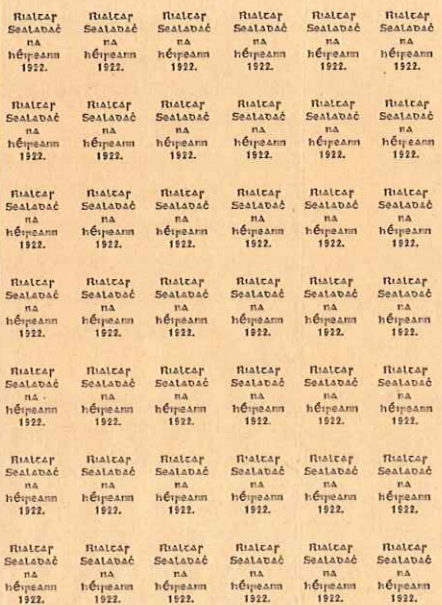 Rialtas Rialtas Rialtas Rialtas Rialtas Rialtas
Sealadaċ Sealadaċ Sealadaċ Sealadaċ Sealadaċ Sealadaċ
na na na na na na
hÉireann hÉireann hÉireann hÉireann hÉireann hÉireann
1922. 1922. 1922. 1922. 1922. 1922.
Rialtas Rialtas Rialtas Rialtas Rialtas Rialtas
Sealadaċ Sealadaċ Sealadaċ Sealadaċ Sealadaċ Sealadaċ
na na na na na na
hÉireann hÉireann hÉireann hÉireann hÉireann hÉireann
1922. 1922. 1922. 1922. 1922. 1922.
Rialtas Rialtas Rialtas Rialtas Rialtas Rialtas
Sealadaċ Sealadaċ Sealadaċ Sealadaċ Sealadaċ Sealadaċ
na na na na na na
hÉireann hÉireann hÉireann hÉireann hÉireann hÉireann
1922. 1922. 1922. 1922. 1922. 1922.
Rialtas Rialtas Rialtas Rialtas Rialtas Rialtas
Sealadaċ Sealadaċ Sealadaċ Sealadaċ Sealadaċ Sealadaċ
na na na na na na
hÉireann hÉireann hÉireann hÉireann hÉireann hÉireann
1922. 1922. 1922. 1922. 1922. 1922.
Rialtas Rialtas Rialtas Rialtas Rialtas Rialtas
Sealadaċ Sealadaċ Sealadaċ Sealadaċ Sealadaċ Sealadaċ
na na na na na na
hÉireann hÉireann hÉireann hÉireann hÉireann hÉireann
1922. 1922. 1922. 1922. 1922. 1922.
Rialtas Rialtas Rialtas Rialtas Rialtas Rialtas
Sealadaċ Sealadaċ Sealadaċ Sealadaċ Sealadaċ Sealadaċ
na na na na na na
hÉireann hÉireann hÉireann hÉireann hÉireann hÉireann
1922. 1922. 1922. 1922. 1922. 1922.
Rialtas Rialtas Rialtas Rialtas Rialtas Rialtas
Sealadaċ Sealadaċ Sealadaċ Sealadaċ Sealadaċ Sealadaċ
na na na na na na
hÉireann hÉireann hÉireann hÉireann hÉireann hÉireann
1922. 1922. 1922. 1922. 1922. 1922.